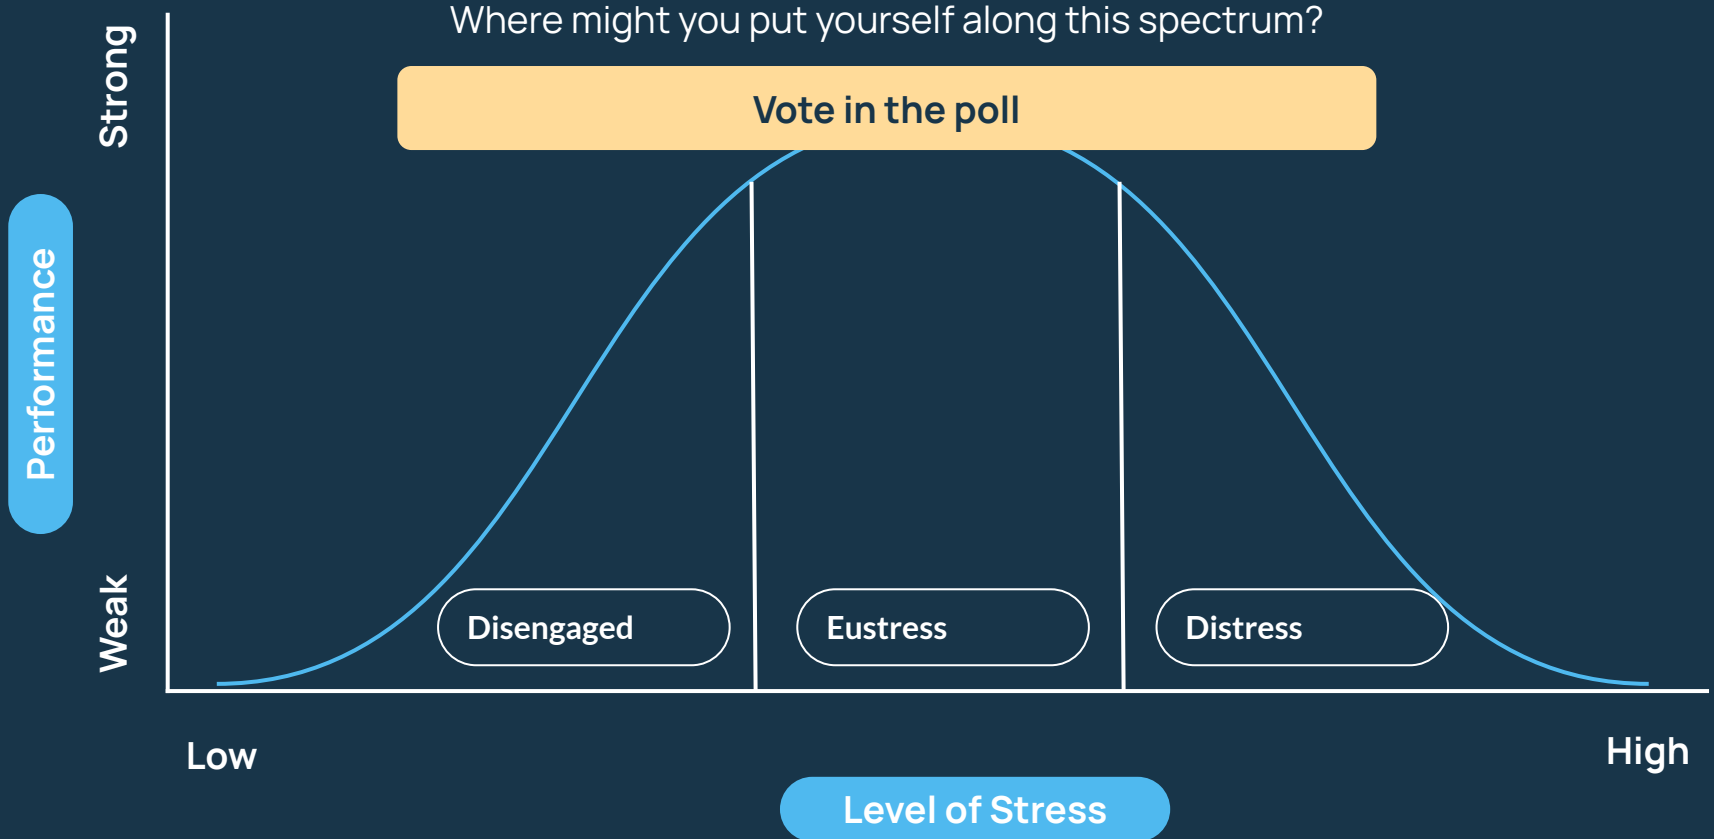 Where might you put yourself along this spectrum?
Vote in the poll
Strong
Performance
Weak
Disengaged
Eustress
Distress
Low
High
Level of Stress